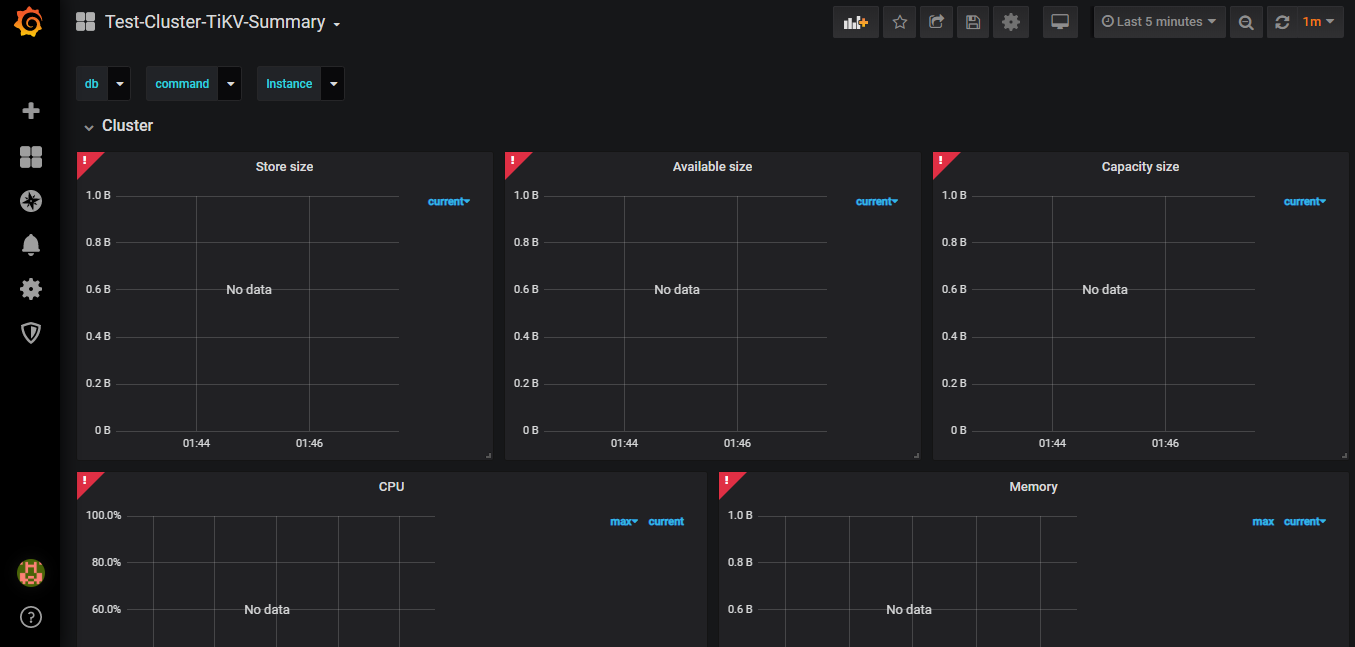 Test-Cluster-TiKV-Summary
Last 5 minutes
1m
db
command
Instance
Cluster
!
Store size
current
1.0 B
0.8 B
0.6 B
0.4 B
0.2 B
0 B
No data
01:44 01:46
!
Available size
current
1.0 B
0.8 B
0.6 B
0.4 B
0.2 B
0 B
No data
01:44 01:46
!
Capacity size
current
1.0 B
0.8 B
0.6 B
0.4 B
0.2 B
0 B
No data
01:44 01:46
!
CPU
max current
100.0%
80.0%
60.0%
No data
!
Memory
max current
1.0 B
0.8 B
0.6 B
No data
?